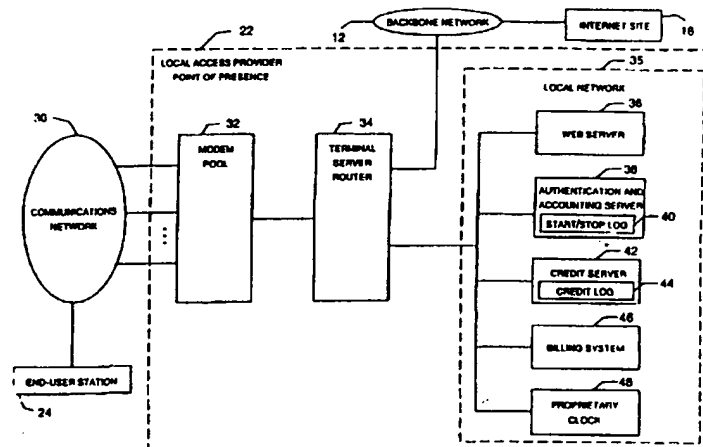 22
12
BACKBONE NETWORK
INTERNET SITE
16
LOCAL ACCESS PROVIDER
POINT OF PRESENCE
35
LOCAL NETWORK
30
32
34
36
MODEM
POOL
TERMINAL
SERVER
ROUTER
WEB SERVER
38
COMMUNICATIONS
NETWORK
AUTHENTICATION AND
ACCOUNTING SERVER
START/STOP LOG
40
42
CREDIT SERVER
CREDIT LOG
44
46
BILLING SYSTEM
END-USER STATION
24
48
PROPRIETARY
CLOCK